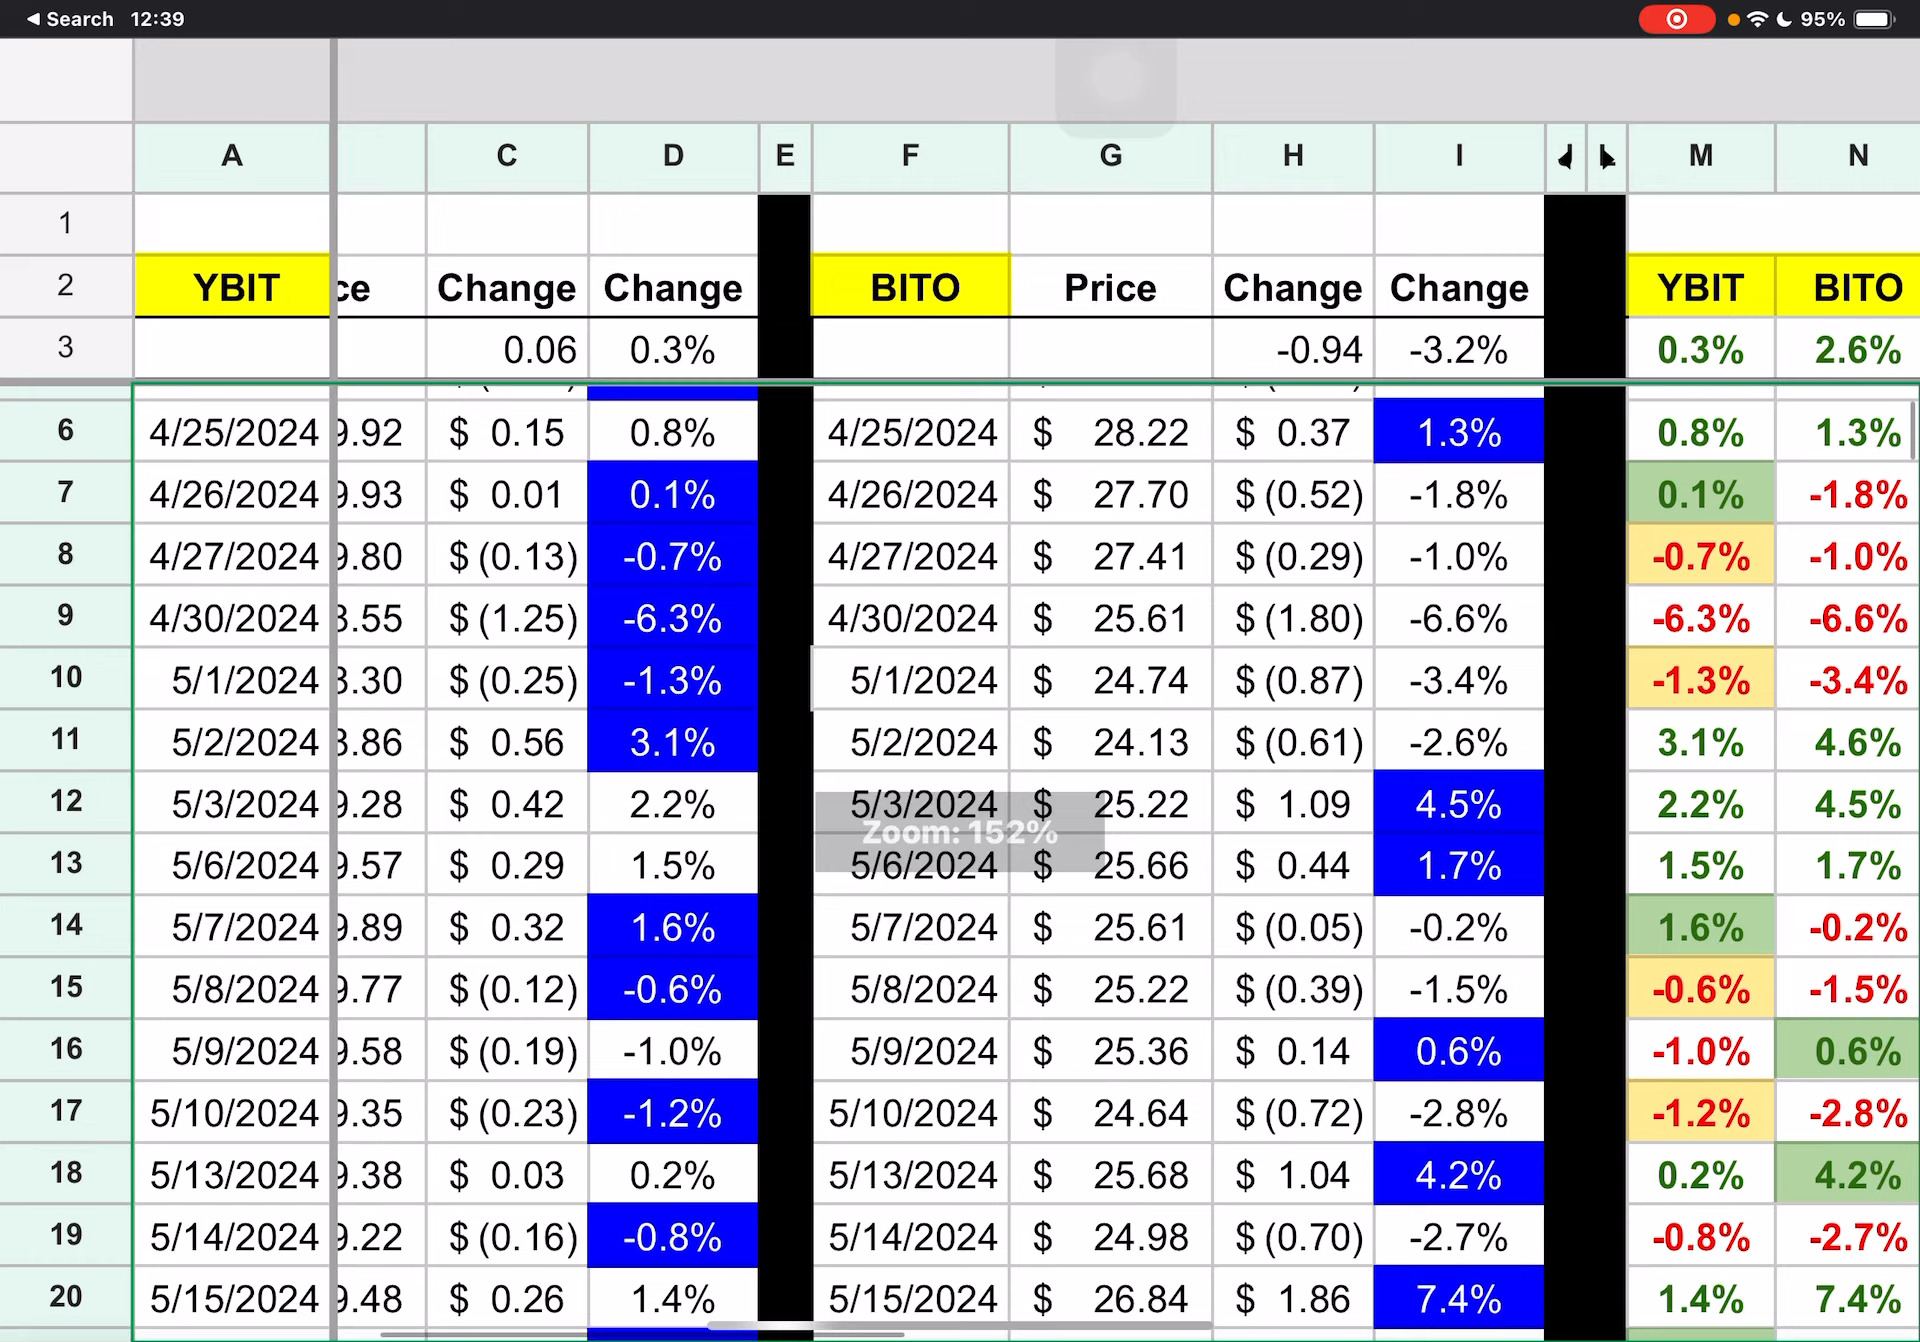 Search 12:39 95%
A C D E F G H I M N
1
2 YBIT ce Change Change BITO Price Change Change YBIT BITO
3 0.06 0.3% -0.94 -3.2% 0.3% 2.6%
6 4/25/2024 9.92 $ 0.15 0.8% 4/25/2024 $ 28.22 $ 0.37 1.3% 0.8% 1.3%
7 4/26/2024 9.93 $ 0.01 0.1% 4/26/2024 $ 27.70 $ (0.52) -1.8% 0.1% -1.8%
8 4/27/2024 9.80 $ (0.13) -0.7% 4/27/2024 $ 27.41 $ (0.29) -1.0% -0.7% -1.0%
9 4/30/2024 8.55 $ (1.25) -6.3% 4/30/2024 $ 25.61 $ (1.80) -6.6% -6.3% -6.6%
10 5/1/2024 8.30 $ (0.25) -1.3% 5/1/2024 $ 24.74 $ (0.87) -3.4% -1.3% -3.4%
11 5/2/2024 8.86 $ 0.56 3.1% 5/2/2024 $ 24.13 $ (0.61) -2.6% 3.1% 4.6%
12 5/3/2024 9.28 $ 0.42 2.2% 5/3/2024 $ 25.22 $ 1.09 4.5% 2.2% 4.5%
Zoom: 152%
13 5/6/2024 9.57 $ 0.29 1.5% 5/6/2024 $ 25.66 $ 0.44 1.7% 1.5% 1.7%
14 5/7/2024 9.89 $ 0.32 1.6% 5/7/2024 $ 25.61 $ (0.05) -0.2% 1.6% -0.2%
15 5/8/2024 9.77 $ (0.12) -0.6% 5/8/2024 $ 25.22 $ (0.39) -1.5% -0.6% -1.5%
16 5/9/2024 9.58 $ (0.19) -1.0% 5/9/2024 $ 25.36 $ 0.14 0.6% -1.0% 0.6%
17 5/10/2024 9.35 $ (0.23) -1.2% 5/10/2024 $ 24.64 $ (0.72) -2.8% -1.2% -2.8%
18 5/13/2024 9.38 $ 0.03 0.2% 5/13/2024 $ 25.68 $ 1.04 4.2% 0.2% 4.2%
19 5/14/2024 9.22 $ (0.16) -0.8% 5/14/2024 $ 24.98 $ (0.70) -2.7% -0.8% -2.7%
20 5/15/2024 9.48 $ 0.26 1.4% 5/15/2024 $ 26.84 $ 1.86 7.4% 1.4% 7.4%